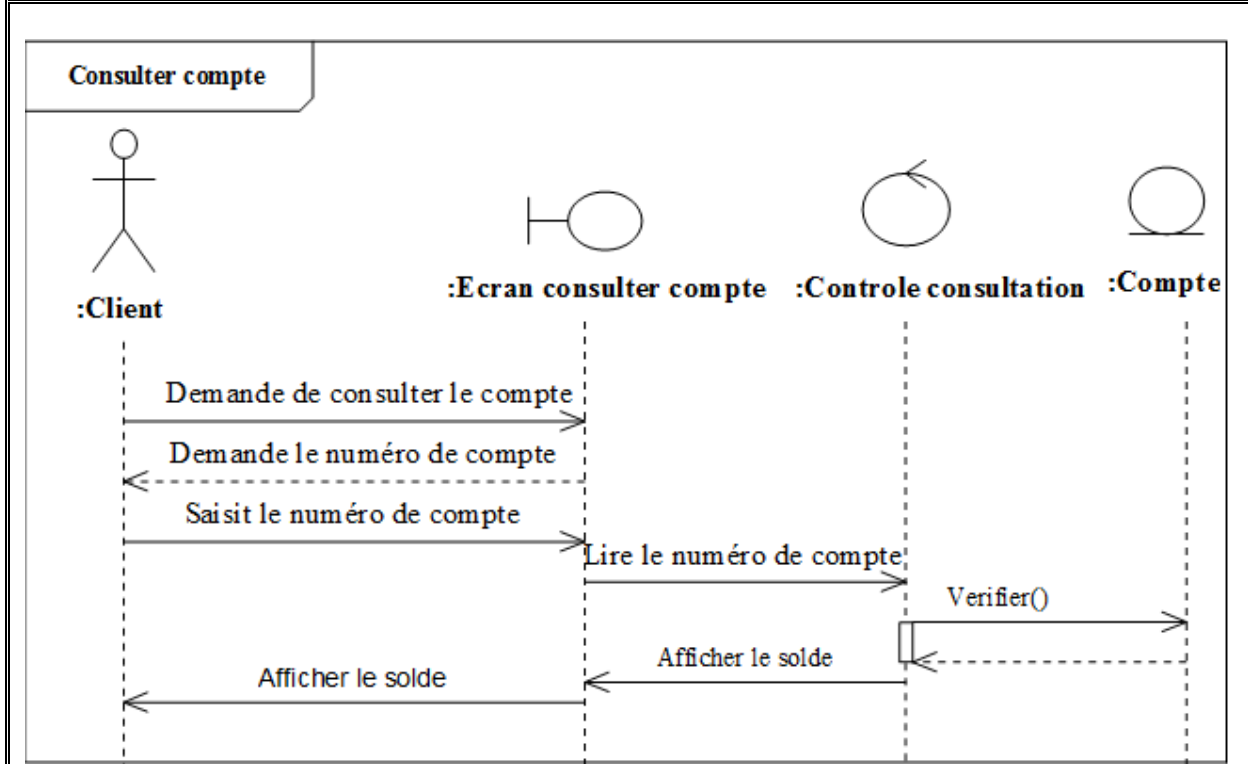 Consulter compte
:Client
:Ecran consulter compte
:Controle consultation
:Compte
Demande de consulter le compte
Demande le numéro de compte
Saisit le numéro de compte
Lire le numéro de compte
Verifier()
Afficher le solde
Afficher le solde